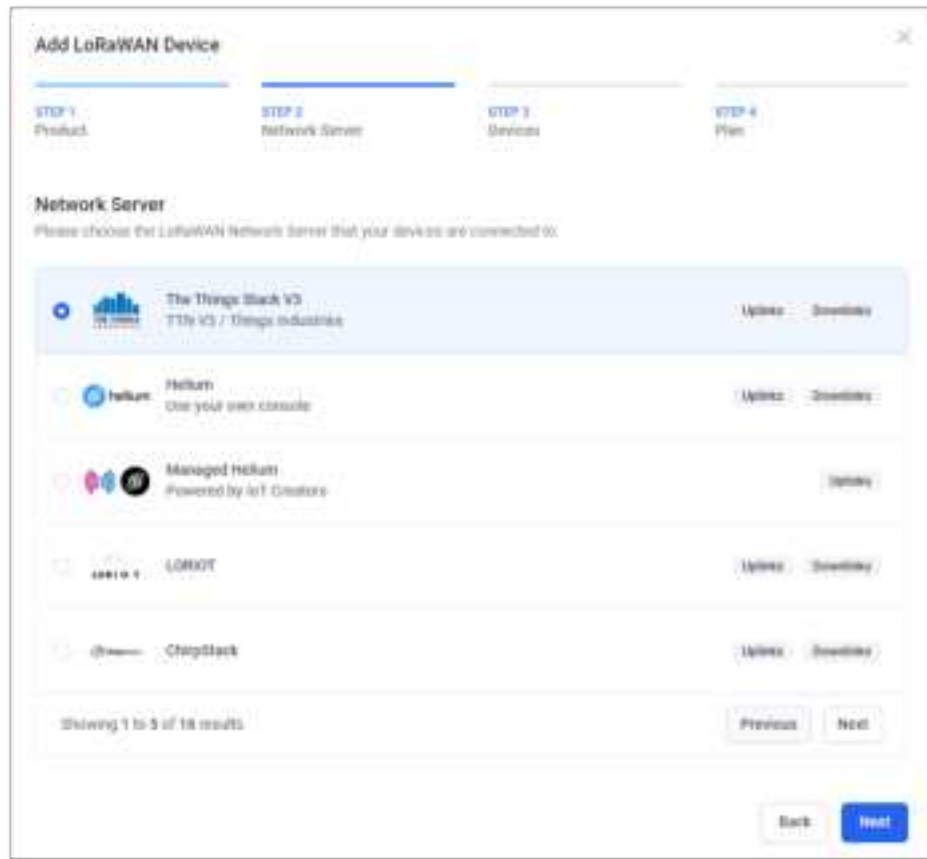 Add LoRaWAN Device
STEP 1
Product
STEP 2
Network Server
STEP 3
Devices
STEP 4
Plan
Network Server
Please choose the LoRaWAN Network Server that your devices are connected to.
The Things Stack V3
TTN V3 / Things Industries
Uplinks Downlinks
helium
Helium
Use your own console
Uplinks Downlinks
Managed Helium
Powered by IoT Creators
Uplinks
LORIOT
LORIOT
Uplinks Downlinks
ChirpStack
Uplinks Downlinks
Showing 1 to 5 of
results
Previous Next
Back Next